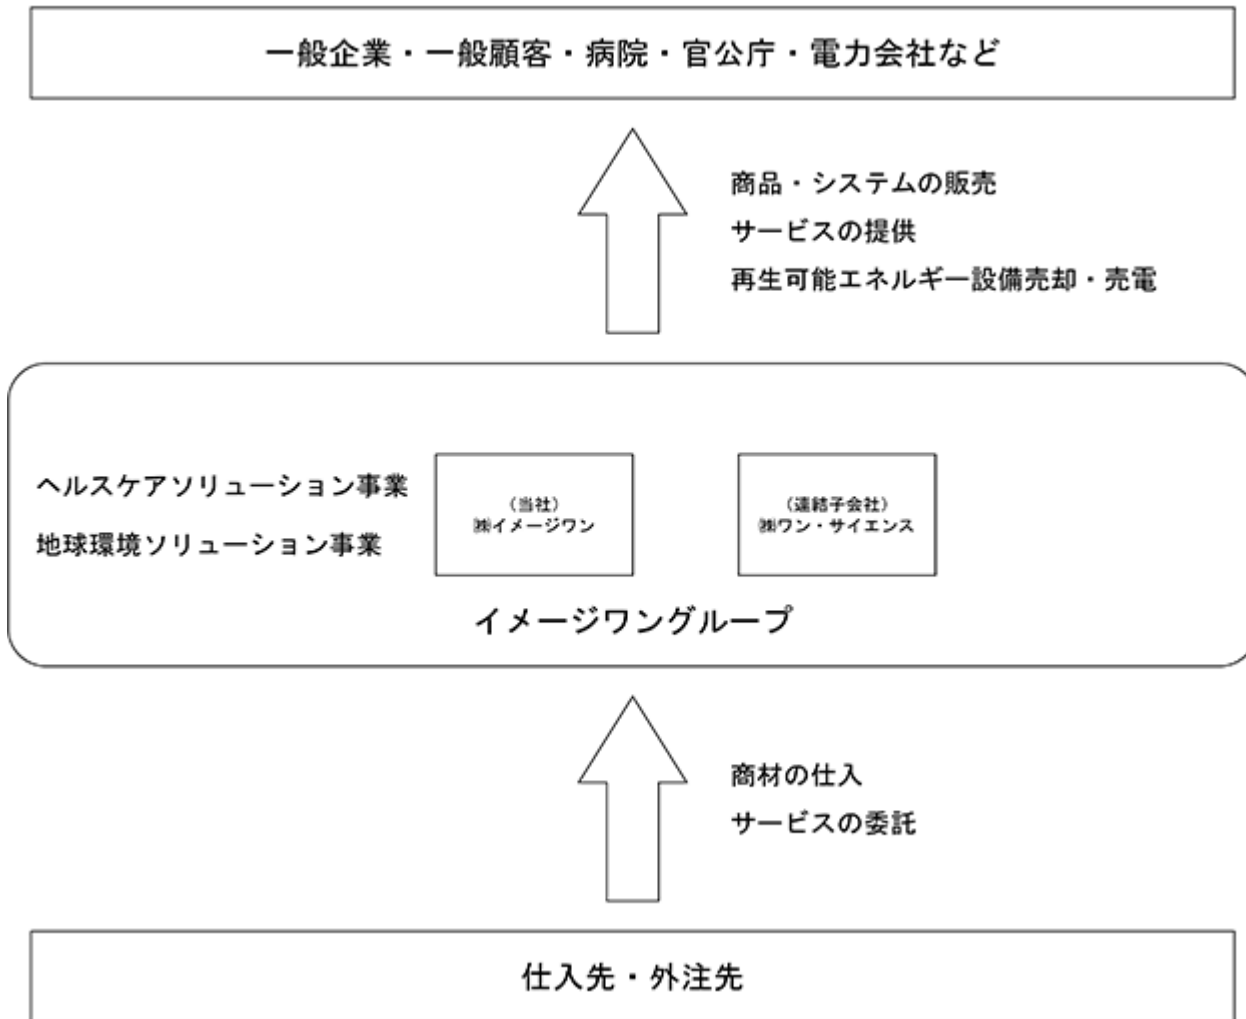 一般企業・一般顧客・病院・官公庁・電力会社など
商品・システムの販売
サービスの提供
再生可能エネルギー設備売却・売電
ヘルスケアソリューション事業
地球環境ソリューション事業
（当社）
㈱イメージワン
（連結子会社）
㈱ワン・サイエンス
イメージワングループ
商材の仕入
サービスの委託
仕入先・外注先